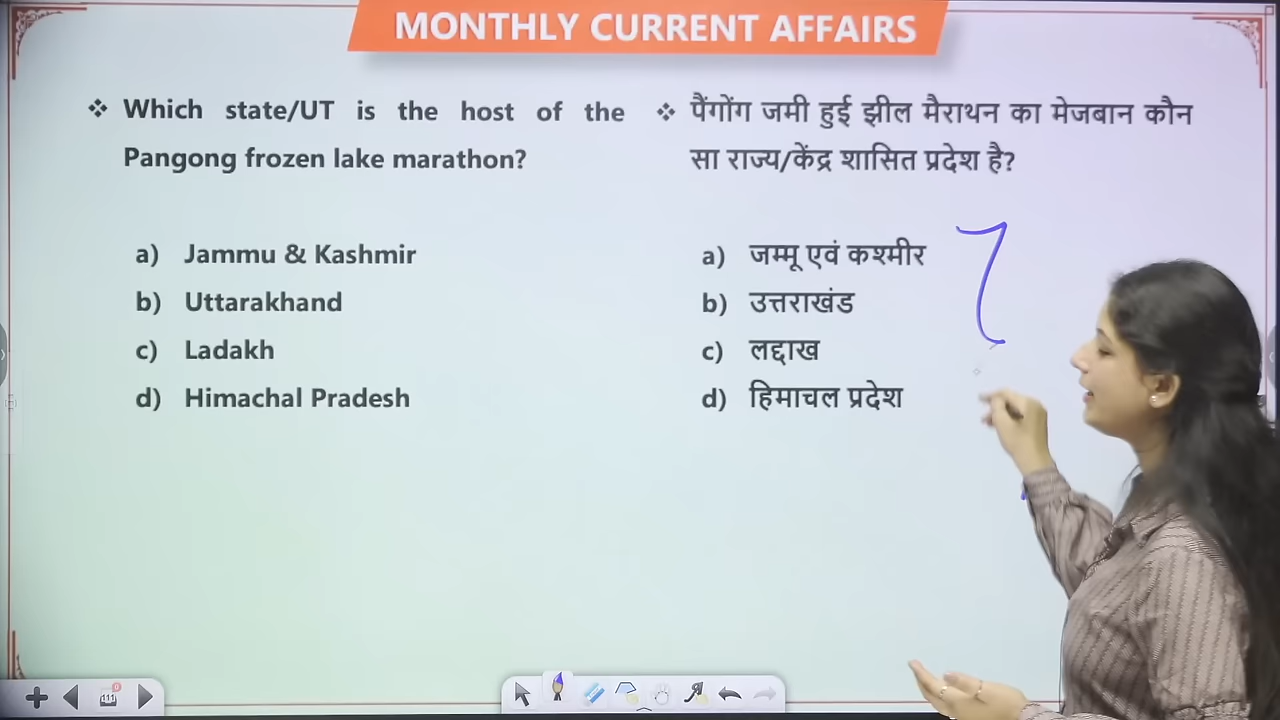 MONTHLY CURRENT AFFAIRS
❖ Which state/UT is the host of the
Pangong frozen lake marathon?
a) Jammu & Kashmir
b) Uttarakhand
c) Ladakh
d) Himachal Pradesh
❖ पैंगोंग जमी हुई झील मैराथन का मेजबान कौन
सा राज्य/केंद्र शासित प्रदेश है?
a) जम्मू एवं कश्मीर
b) उत्तराखंड
c) लद्दाख
d) हिमाचल प्रदेश
111